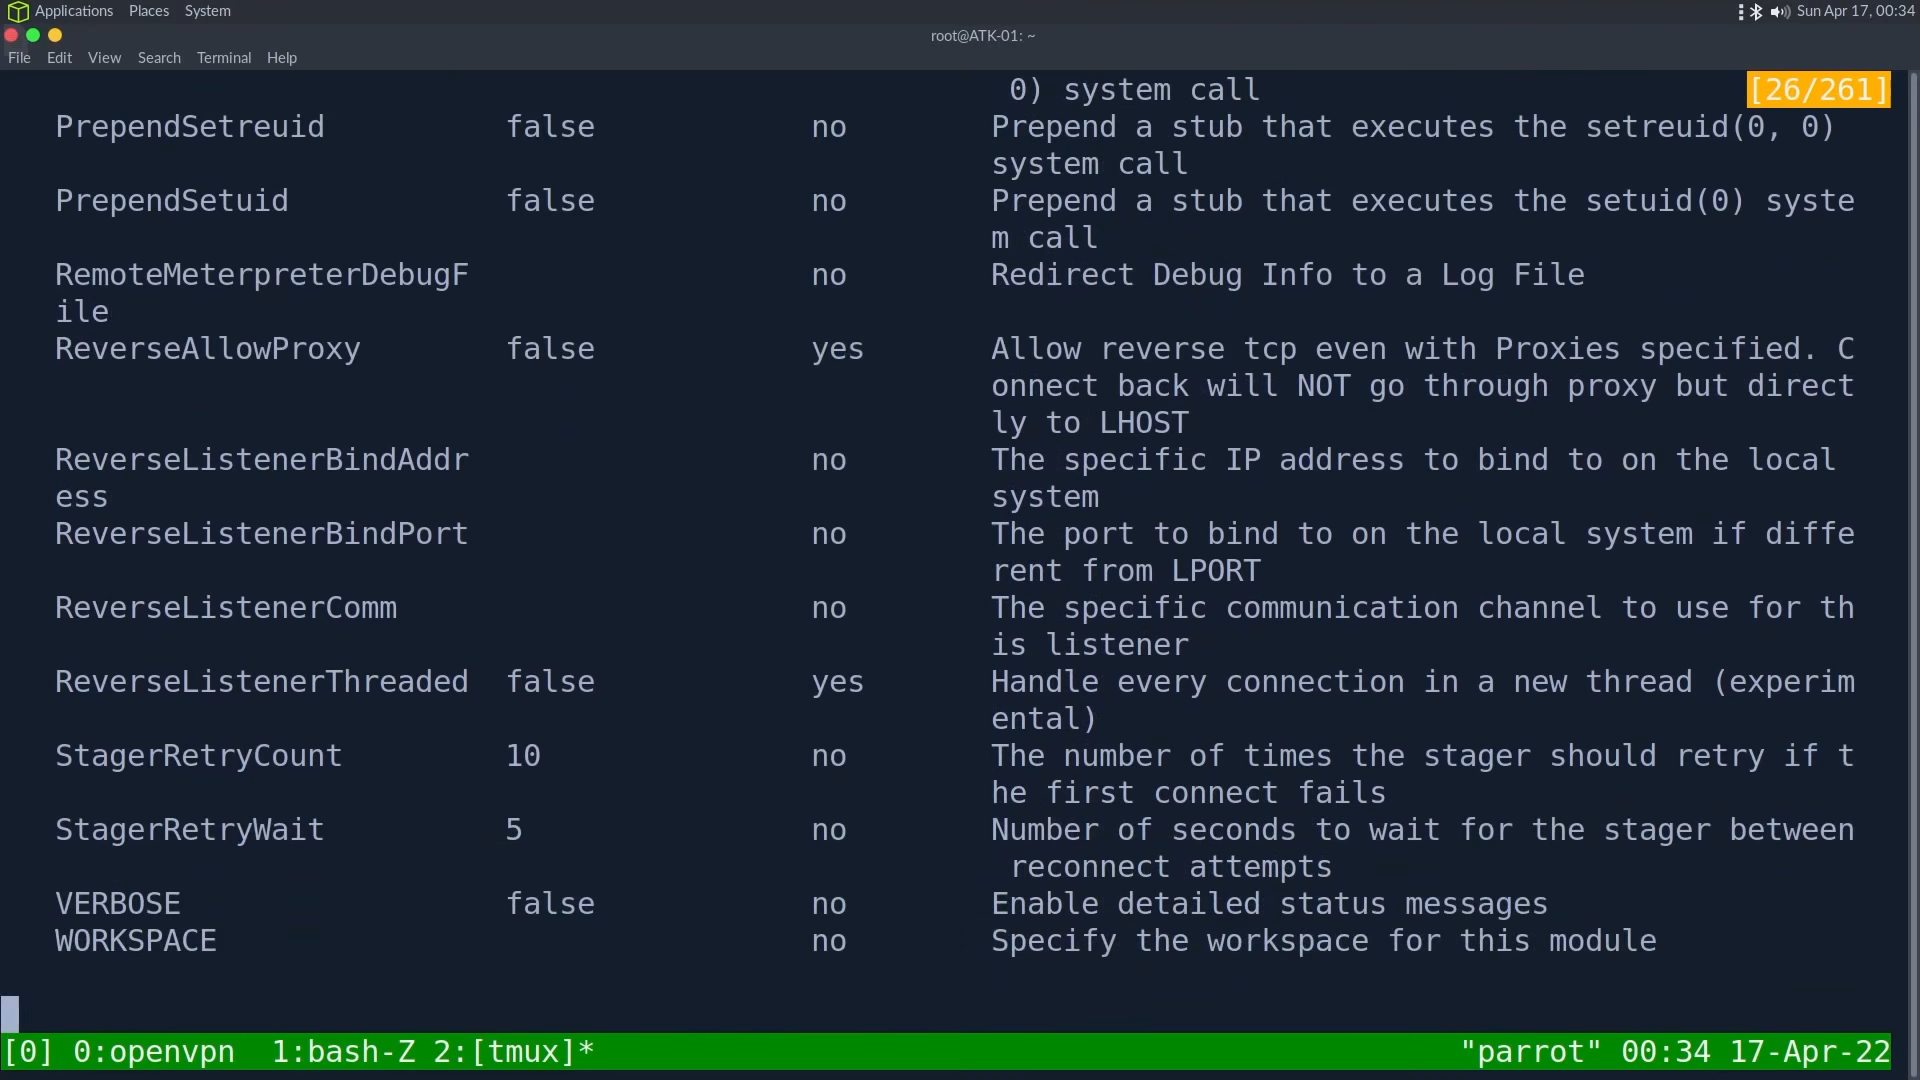 Applications Places System Sun Apr 17, 00:34
root@ATK-01: ~
File Edit View Search Terminal Help
0) system call [26/261]
PrependSetreuid false no Prepend a stub that executes the setreuid(0, 0)
system call
PrependSetuid false no Prepend a stub that executes the setuid(0) syste
m call
RemoteMeterpreterDebugF no Redirect Debug Info to a Log File
ile
ReverseAllowProxy false yes Allow reverse tcp even with Proxies specified. C
onnect back will NOT go through proxy but direct
ly to LHOST
ReverseListenerBindAddr no The specific IP address to bind to on the local
ess system
ReverseListenerBindPort no The port to bind to on the local system if diffe
rent from LPORT
ReverseListenerComm no The specific communication channel to use for th
is listener
ReverseListenerThreaded false yes Handle every connection in a new thread (experim
ental)
StagerRetryCount 10 no The number of times the stager should retry if t
he first connect fails
StagerRetryWait 5 no Number of seconds to wait for the stager between
reconnect attempts
VERBOSE false no Enable detailed status messages
WORKSPACE no Specify the workspace for this module
[0] 0:openvpn 1:bash-Z 2:[tmux]* "parrot" 00:34 17-Apr-22